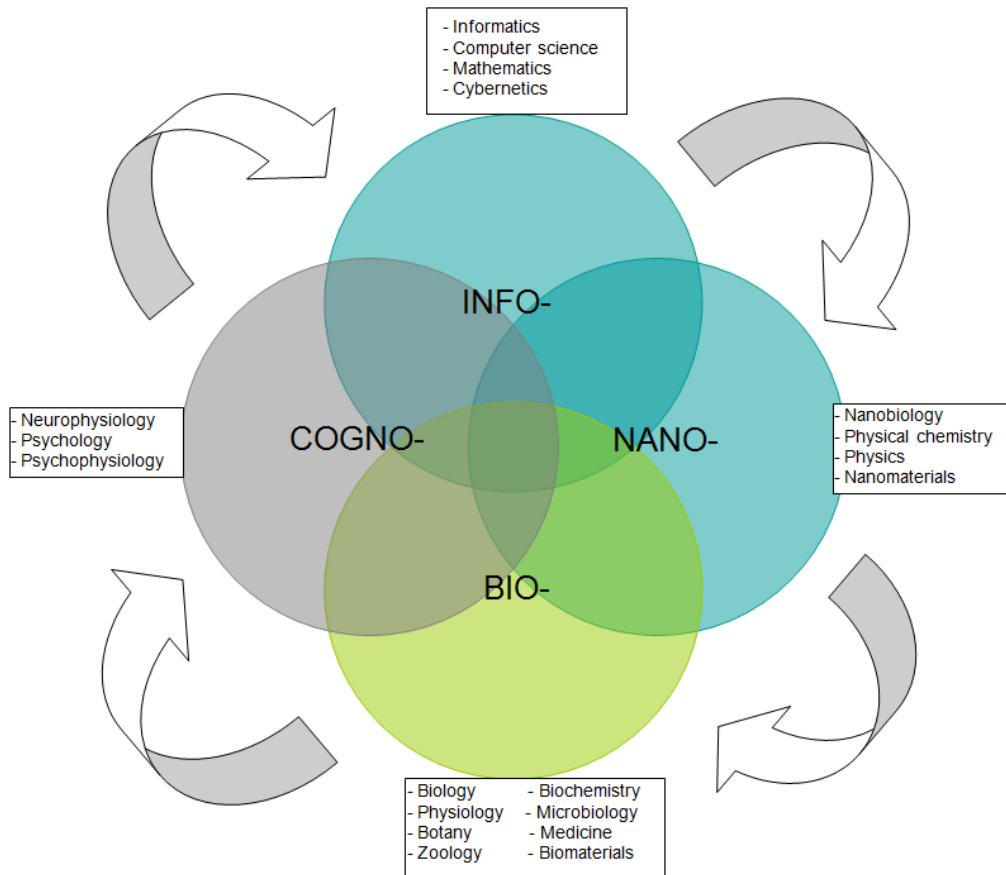 - Informatics
- Computer science
- Mathematics
- Cybernetics
INFO-
- Neurophysiology
- Psychology
- Psychophysiology
COGNO-
NANO-
- Nanobiology
- Physical chemistry
- Physics
- Nanomaterials
BIO-
- Biology - Biochemistry
- Physiology - Microbiology
- Botany - Medicine
- Zoology - Biomaterials